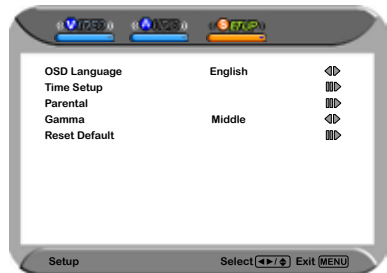 VIDEO AUDIO SETUP
OSD Language English
Time Setup
Parental
Gamma Middle
Reset Default
Setup Select ◄►/♦ Exit MENU